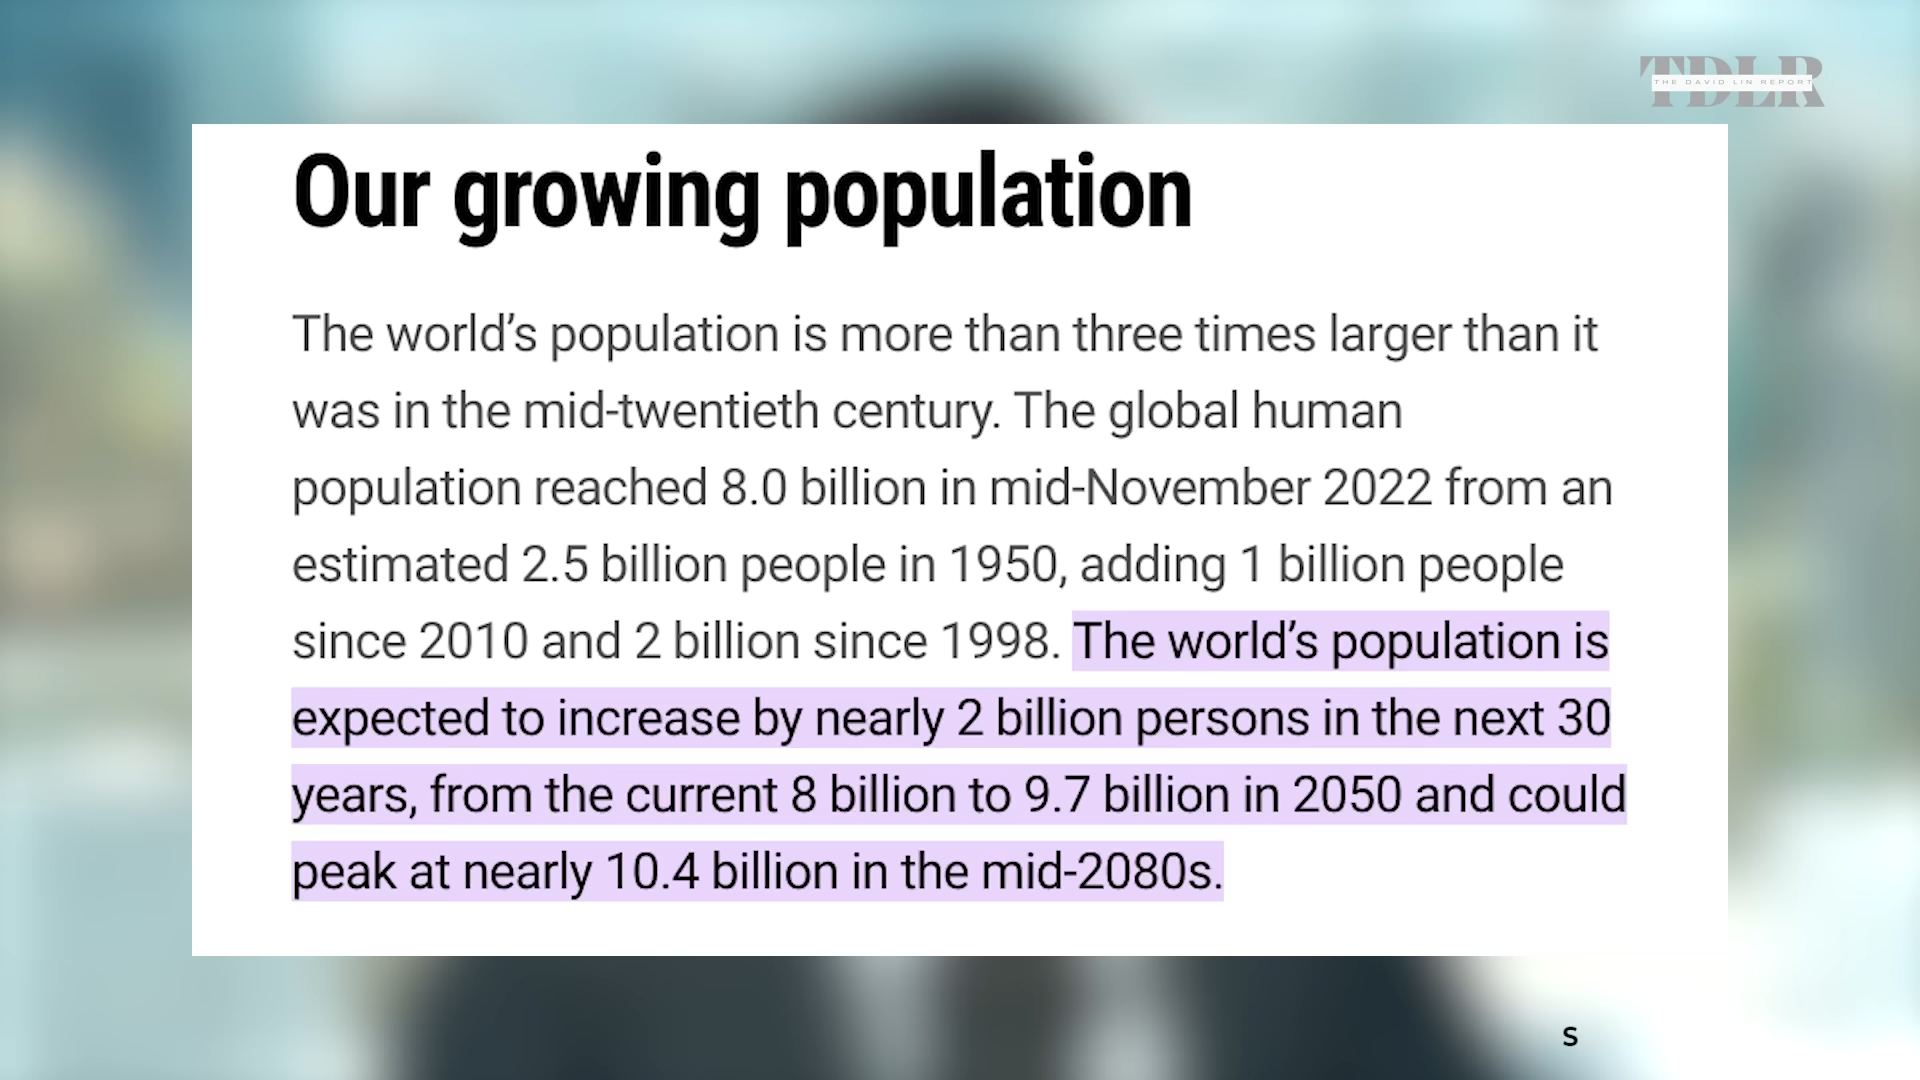 TDLR
THE DAVID LIN REPORT
Our growing population
The world’s population is more than three times larger than it
was in the mid-twentieth century. The global human
population reached 8.0 billion in mid-November 2022 from an
estimated 2.5 billion people in 1950, adding 1 billion people
since 2010 and 2 billion since 1998. The world’s population is
expected to increase by nearly 2 billion persons in the next 30
years, from the current 8 billion to 9.7 billion in 2050 and could
peak at nearly 10.4 billion in the mid-2080s.
S